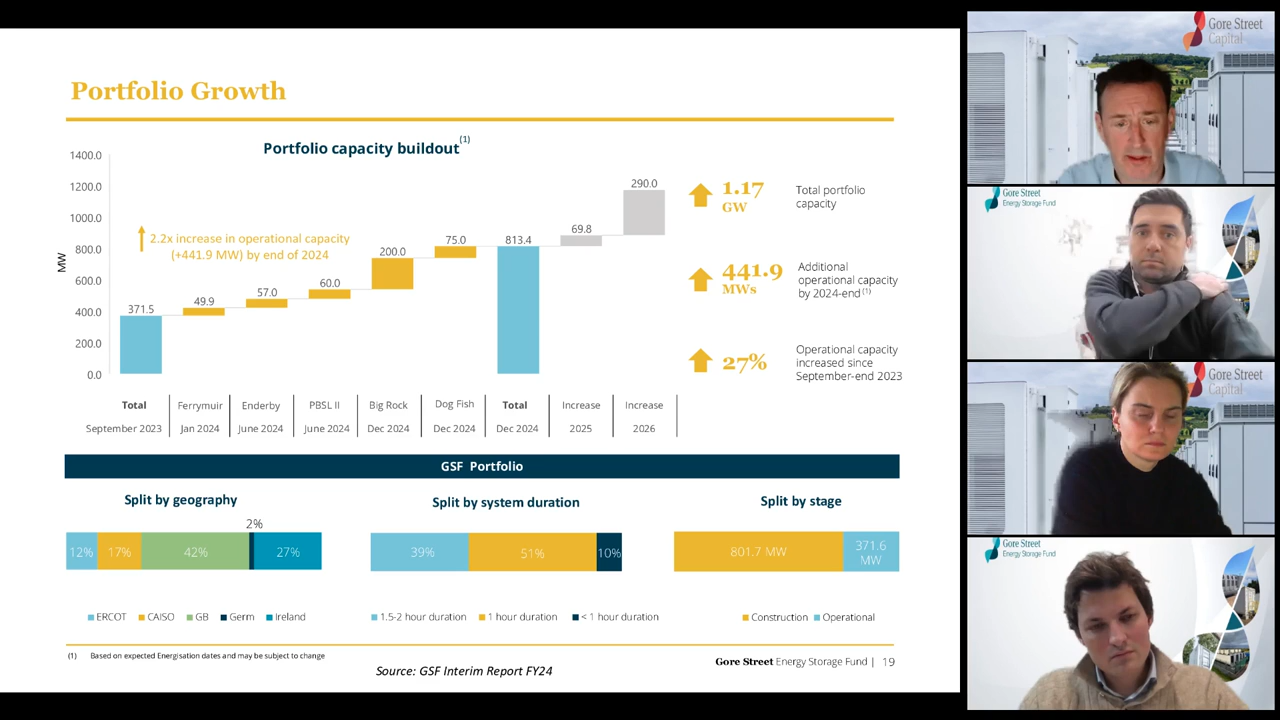 Portfolio Growth
Portfolio capacity buildout(1)
1400.0
1200.0
1000.0
800.0
600.0
400.0
200.0
0.0
MW
2.2x increase in operational capacity
(+441.9 MW) by end of 2024
371.5
49.9
57.0
60.0
200.0
75.0
813.4
69.8
290.0
Total Ferrymuir Enderby PBSL II Big Rock Dog Fish Total Increase Increase
September 2023 Jan 2024 June 2024 June 2024 Dec 2024 Dec 2024 Dec 2024 2025 2026
1.17
GW
Total portfolio
capacity
441.9
MWs
Additional
operational capacity
by 2024-end (1)
27%
Operational capacity
increased since
September-end 2023
GSF Portfolio
Split by geography
2%
12% 17% 42% 27%
ERCOT CAISO GB Germ Ireland
Split by system duration
39% 51% 10%
1.5-2 hour duration 1 hour duration < 1 hour duration
Split by stage
801.7 MW
371.6
MW
Construction Operational
(1) Based on expected Energisation dates and may be subject to change
Source: GSF Interim Report FY24
Gore Street Energy Storage Fund | 19
Gore Street
Capital
Gore Street
Energy Storage Fund
Gore Street
Capital
Gore Street
Energy Storage Fund